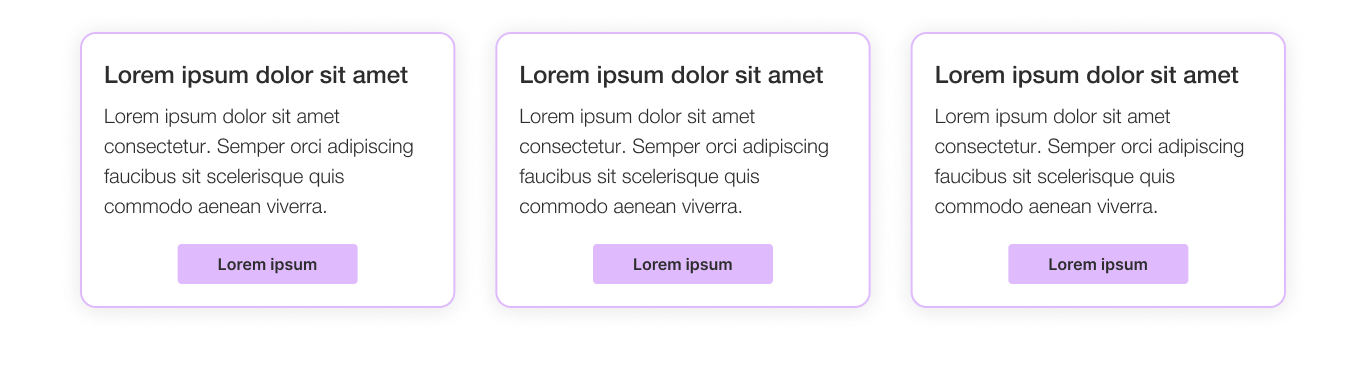 Lorem ipsum dolor sit amet
Lorem ipsum dolor sit amet
consectetur. Semper orci adipiscing
faucibus sit scelerisque quis
commodo aenean viverra.
Lorem ipsum
Lorem ipsum dolor sit amet
Lorem ipsum dolor sit amet
consectetur. Semper orci adipiscing
faucibus sit scelerisque quis
commodo aenean viverra.
Lorem ipsum
Lorem ipsum dolor sit amet
Lorem ipsum dolor sit amet
consectetur. Semper orci adipiscing
faucibus sit scelerisque quis
commodo aenean viverra.
Lorem ipsum